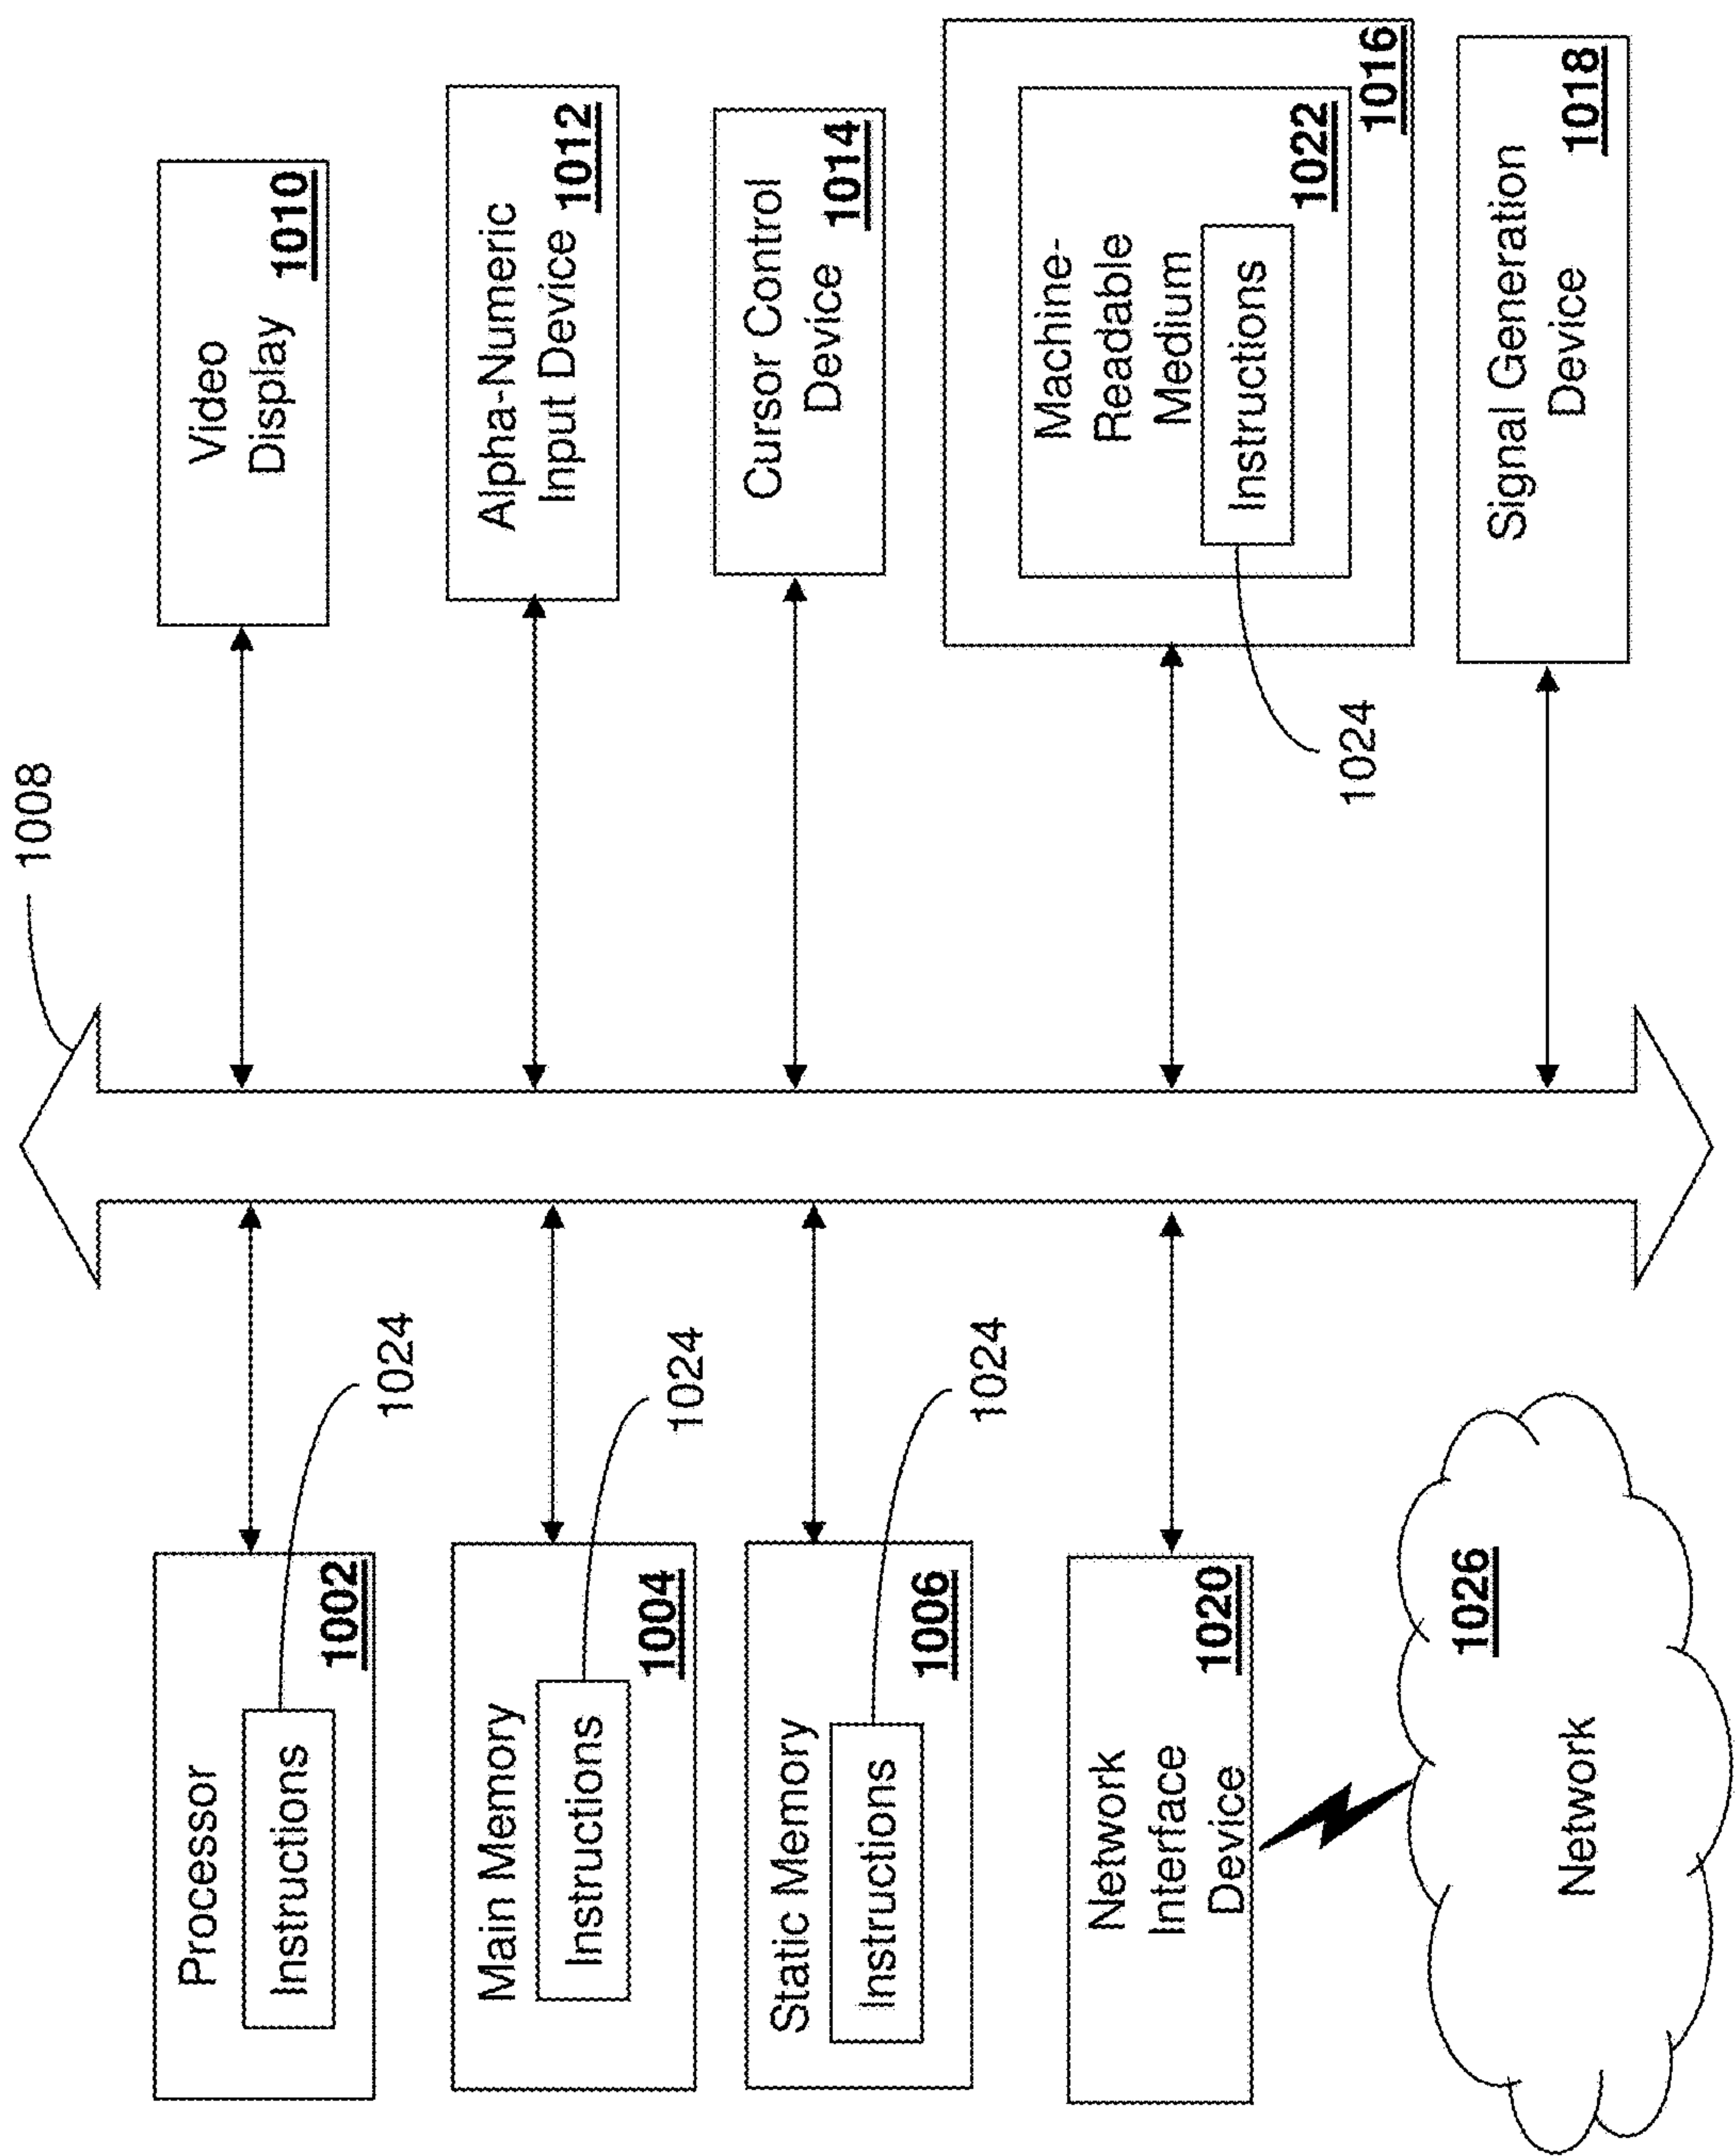 1008
Processor
Instructions
1002
1024
Video
Display
1010
Main Memory
Instructions
1004
1024
Alpha-Numeric
Input Device
1012
Static Memory
Instructions
1006
1024
Cursor Control
Device
1014
Network
Interface
Device
1020
Machine-
Readable
Medium
Instructions
1022
1016
1024
Network
1026
Signal Generation
Device
1018